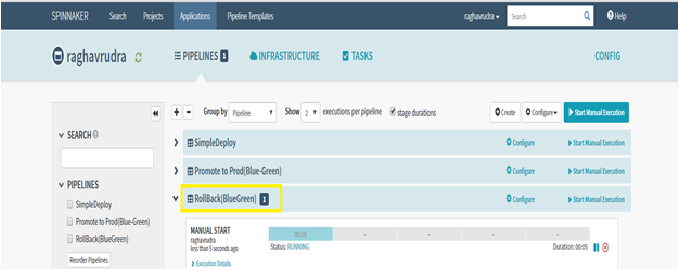 SPINNAKER Search Projects Applications Pipeline Templates raghavrudra Search Help
raghavrudra PIPELINES INFRASTRUCTURE TASKS CONFIG
Group by Pipeline Show 2 executions per pipeline stage durations Create Configure Start Manual Execution
SEARCH
PIPELINES
SimpleDeploy
Promote to Prod(Blue-Green)
RollBack(BlueGreen)
Reorder Pipelines
SimpleDeploy Configure Start Manual Execution
Promote to Prod(Blue-Green) Configure Start Manual Execution
RollBack(BlueGreen) 1 Configure Start Manual Execution
MANUAL START
raghavrudra
less than 5 seconds ago
00:05 – – –
Status: RUNNING Duration: 00:05
Execution Details